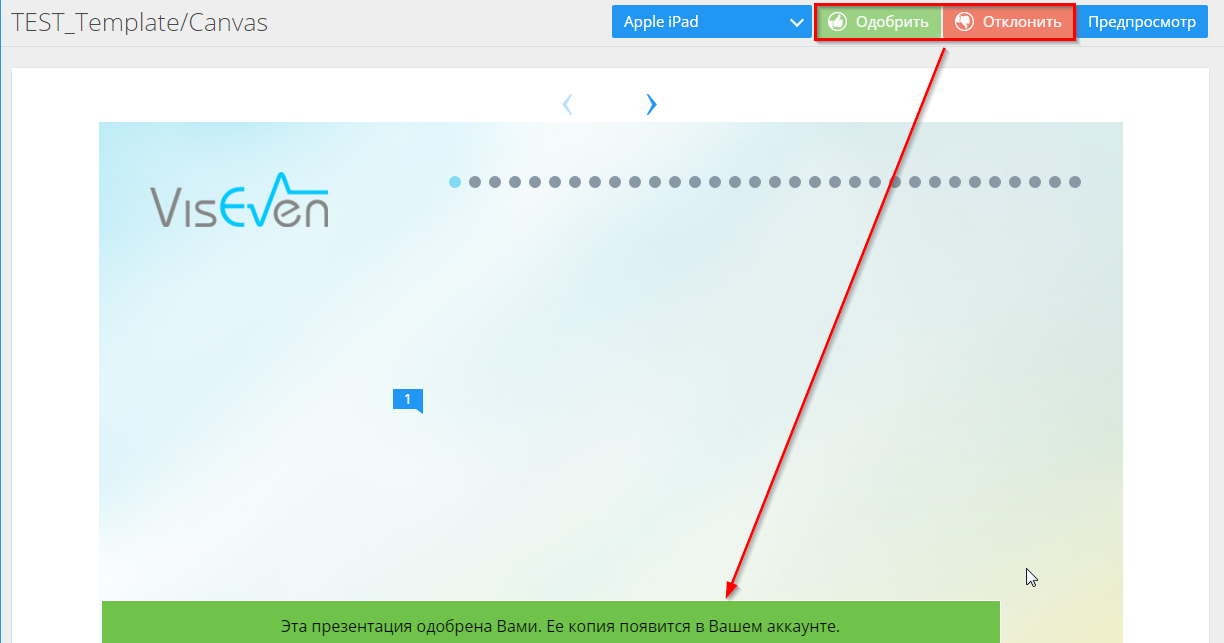 TEST_Template/Canvas
Apple iPad
Одобрить
Отклонить
Предпросмотр
VisEven
1
Эта презентация одобрена Вами. Ее копия появится в Вашем аккаунте.